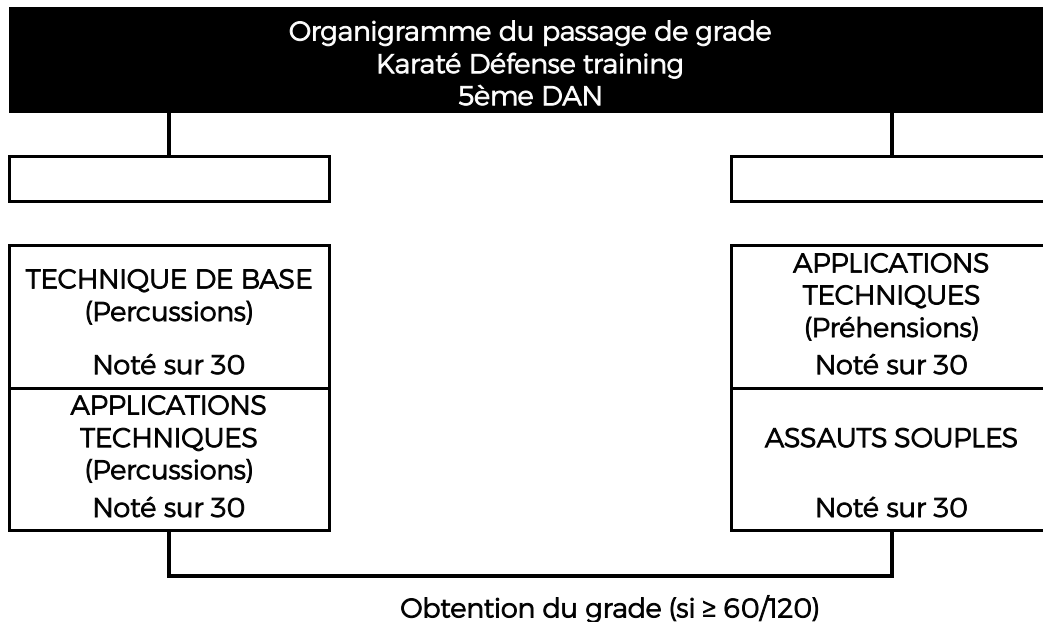 Organigramme du passage de grade
Karaté Défense training
5ème DAN
TECHNIQUE DE BASE
(Percussions)
Noté sur 30
APPLICATIONS
TECHNIQUES
(Percussions)
Noté sur 30
APPLICATIONS
TECHNIQUES
(Préhensions)
Noté sur 30
ASSAUTS SOUPLES
Noté sur 30
Obtention du grade (si ≥ 60/120)